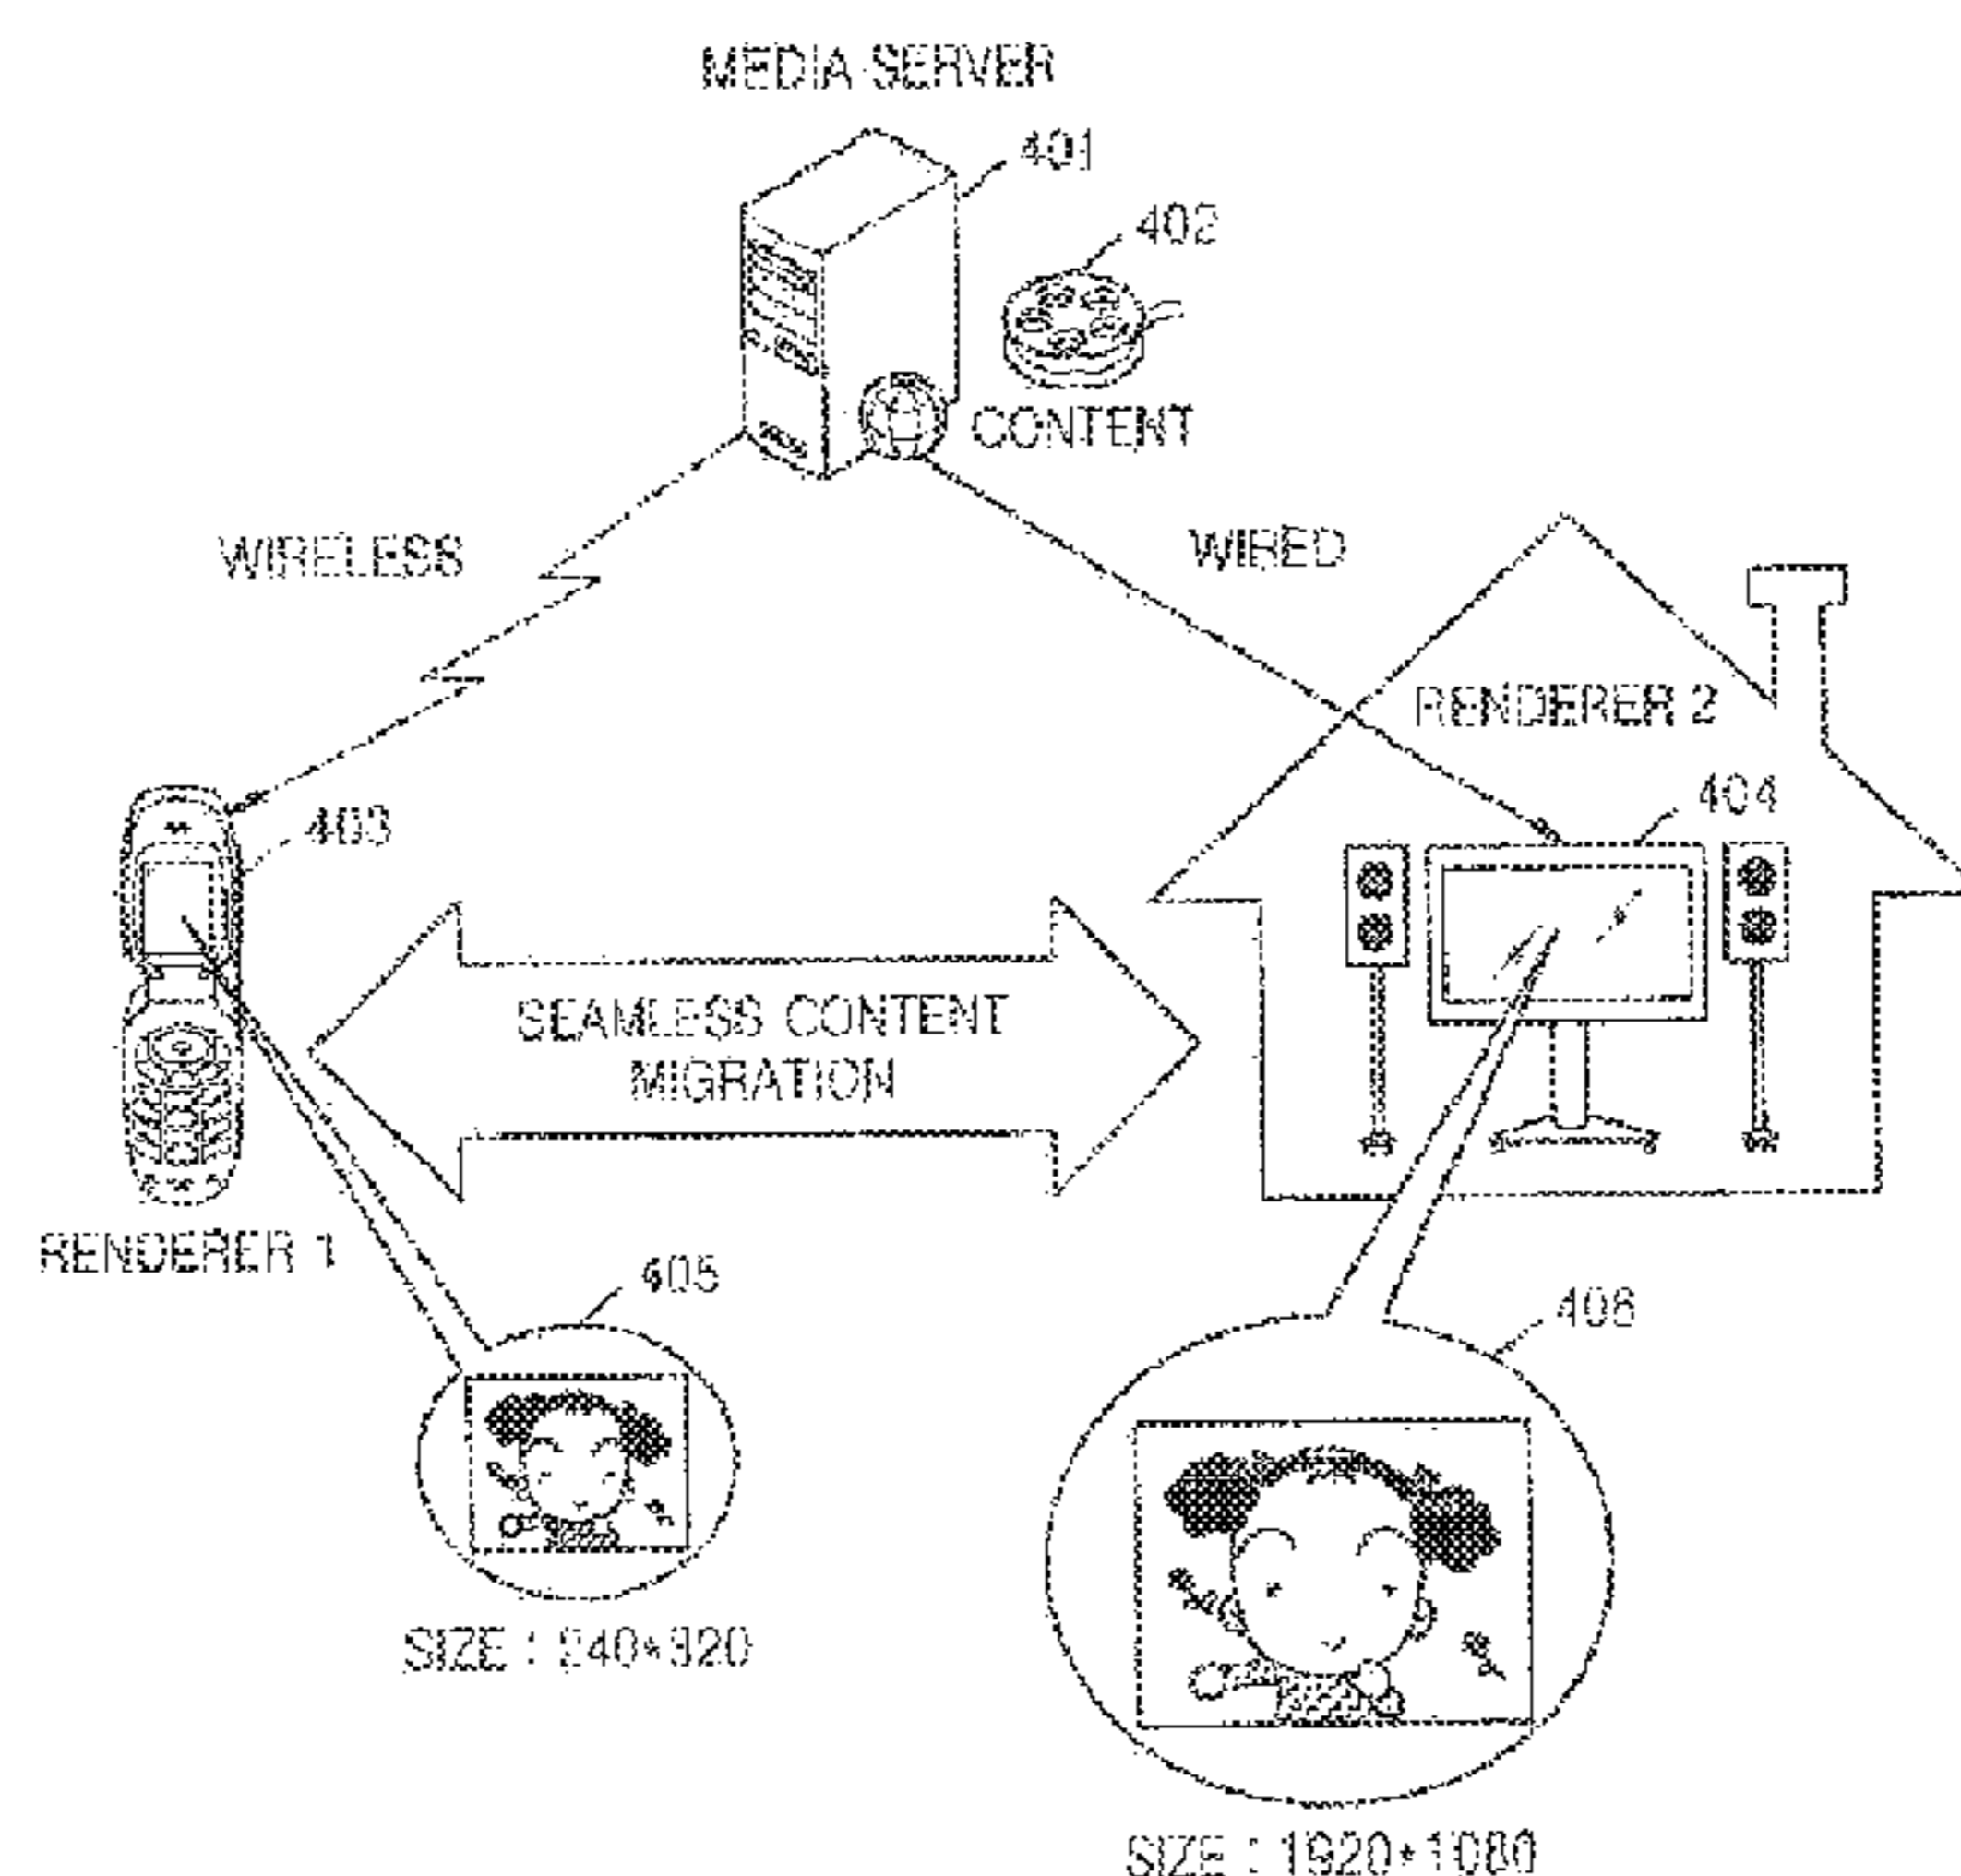 MEDIA SERVER
401
402
CONTENT
WIRELESS
WIRED
RENDERER 2
403
404
SEAMLESS CONTENT
MIGRATION
RENDERER 1
405
406
SIZE : 240*320
SIZE : 1920*1080